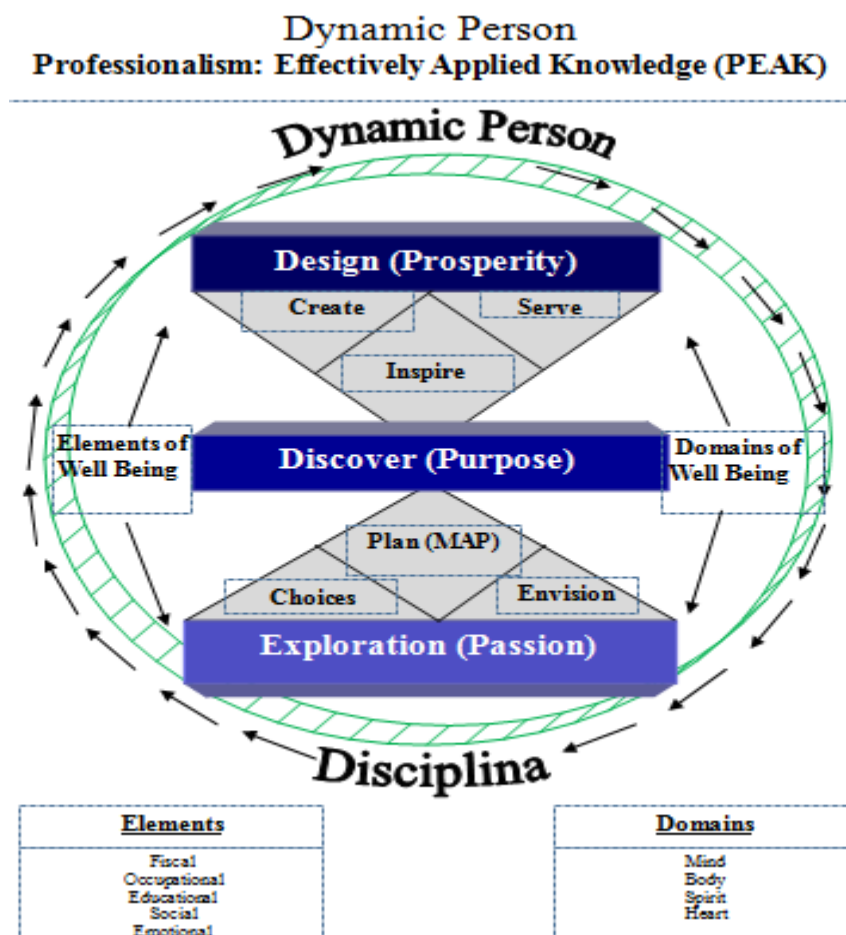 Dynamic Person
Professionalism: Effectively Applied Knowledge (PEAK)
Dynamic Person
Design (Prosperity)
Create
Serve
Inspire
Elements of
Well Being
Discover (Purpose)
Domains of
Well Being
Plan (MAP)
Choices
Envision
Exploration (Passion)
Disciplina
Elements
Fiscal
Occupational
Educational
Social
Emotional
Domains
Mind
Body
Spirit
Heart